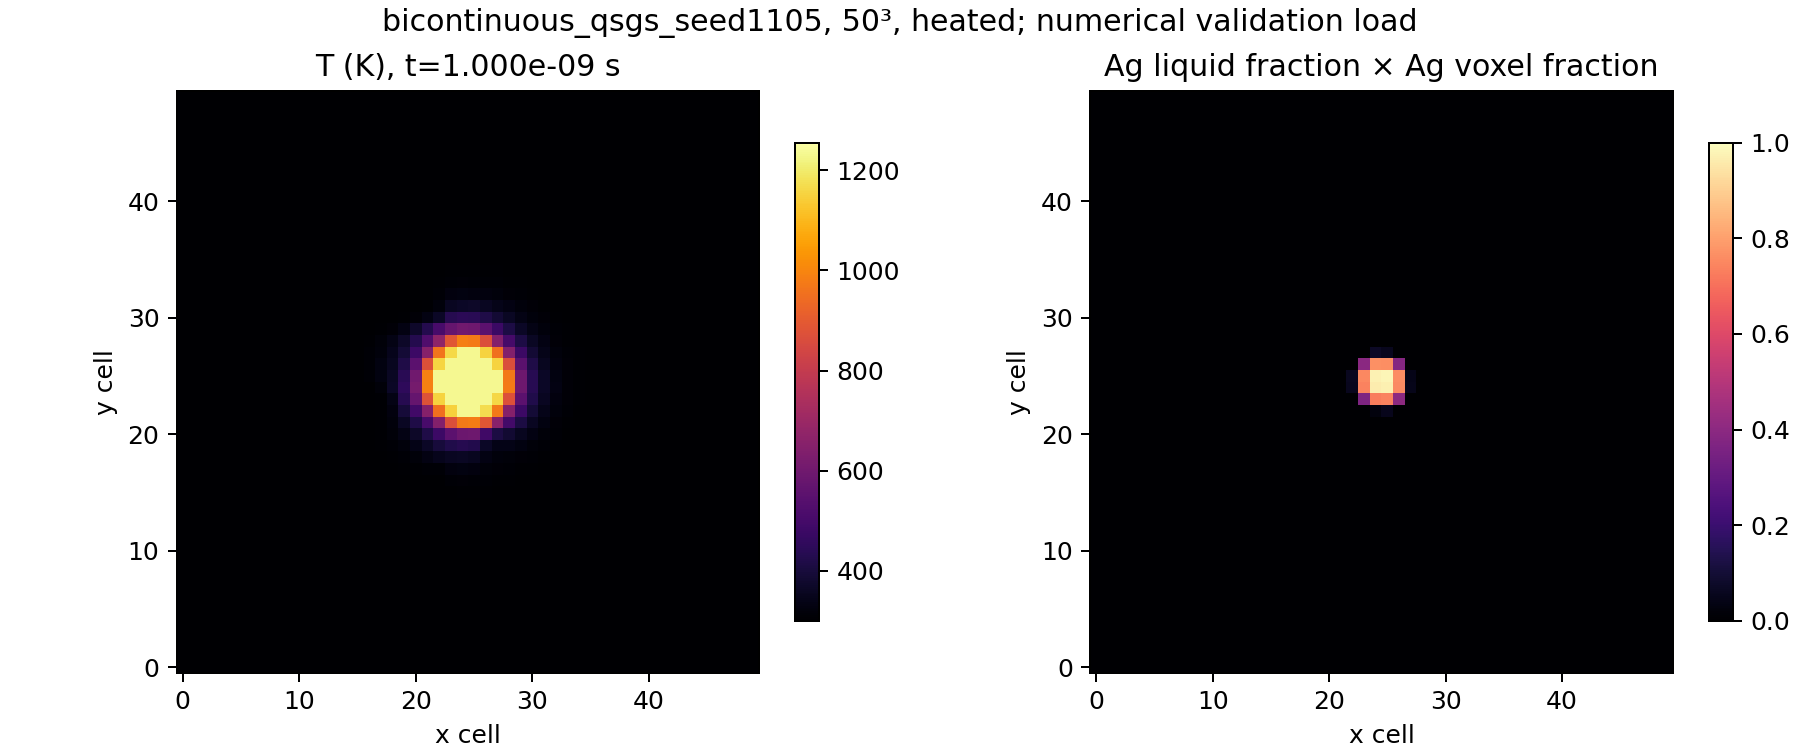 bicontinuous_qsgs_seed1105, 50³, heated; numerical validation load
T (K), t=1.000e-09 s
40
30
20
10
0
y cell
0 10 20 30 40
x cell
1200
1000
800
600
400
Ag liquid fraction × Ag voxel fraction
40
30
20
10
0
y cell
0 10 20 30 40
x cell
1.0
0.8
0.6
0.4
0.2
0.0